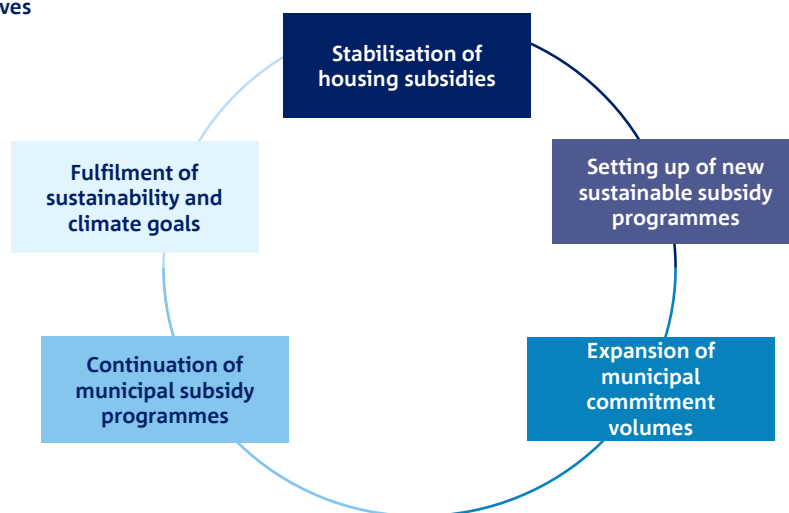 ves
Stabilisation of
housing subsidies
Setting up of new
sustainable subsidy
programmes
Fulfilment of
sustainability and
climate goals
Expansion of
municipal
commitment
volumes
Continuation of
municipal subsidy
programmes